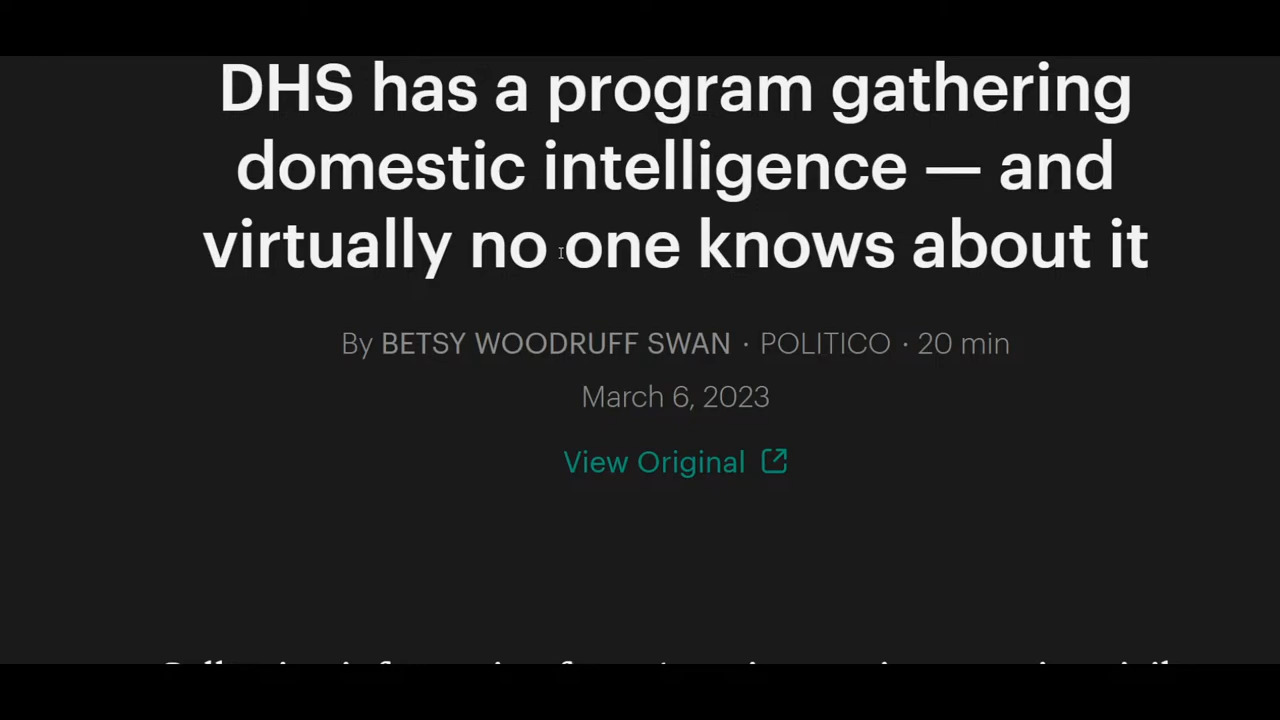 DHS has a program gathering
domestic intelligence — and
virtually no one knows about it
By BETSY WOODRUFF SWAN · POLITICO · 20 min
March 6, 2023
View Original